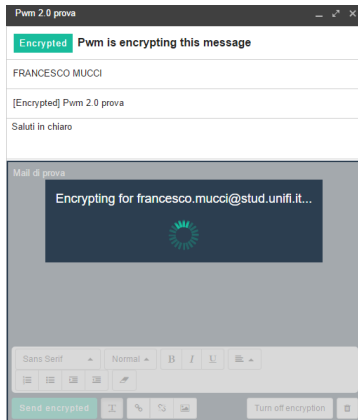 Pwm 2.0 prova
Encrypted Pwm is encrypting this message
FRANCESCO MUCCI
[Encrypted] Pwm 2.0 prova
Saluti in chiaro
Mail di prova
Encrypting for francesco.mucci@stud.unifi.it...
Sans Serif Normal B I U
Send encrypted T Turn off encryption